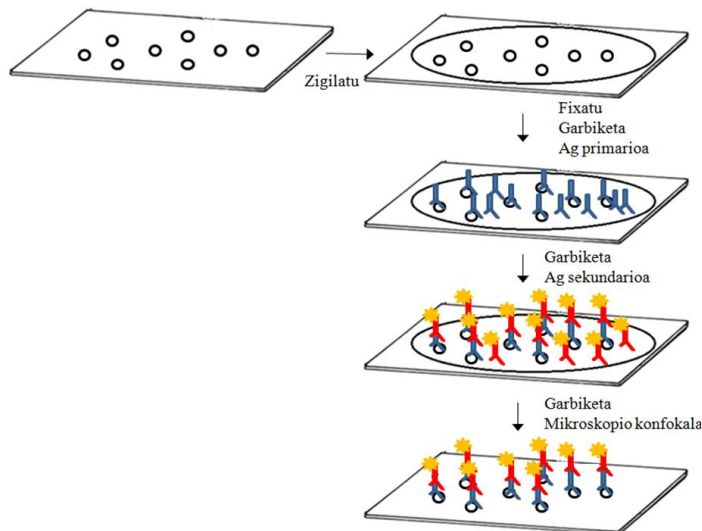 Zigilatu
Fixatu
Garbiketa
Ag primarioa
Garbiketa
Ag sekundarioa
Garbiketa
Mikroskopio konfokala